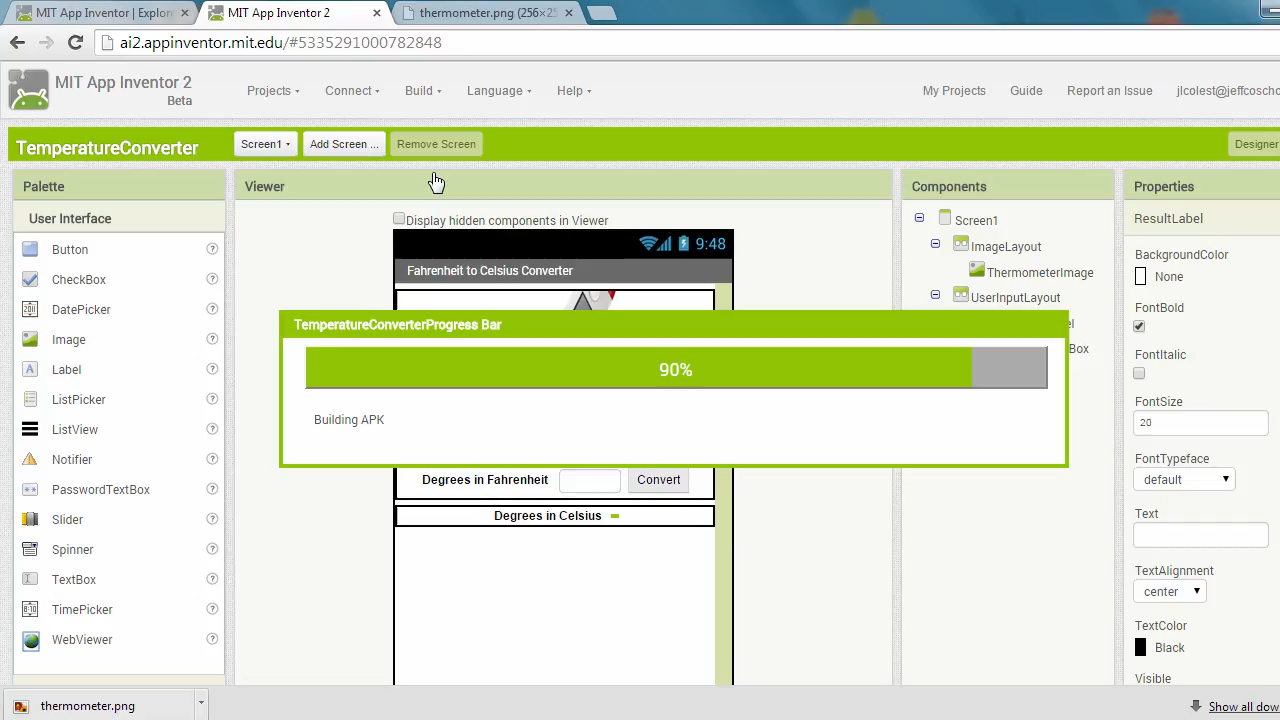 MIT App Inventor | Explor
MIT App Inventor 2
thermometer.png (256×25
ai2.appinventor.mit.edu/#5335291000782848
MIT App Inventor 2
Beta
Projects
Connect
Build
Language
Help
My Projects
Guide
Report an Issue
jlcolest@jeffcoscho
TemperatureConverter
Screen1
Add Screen ...
Remove Screen
Designer
Palette
User Interface
Button
CheckBox
DatePicker
Image
Label
ListPicker
ListView
Notifier
PasswordTextBox
Slider
Spinner
TextBox
TimePicker
WebViewer
Viewer
Display hidden components in Viewer
9:48
Fahrenheit to Celsius Converter
TemperatureConverterProgress Bar
90%
Building APK
Degrees in Fahrenheit
Convert
Degrees in Celsius
Components
Screen1
ImageLayout
ThermometerImage
UserInputLayout
el
Box
Properties
ResultLabel
BackgroundColor
None
FontBold
FontItalic
FontSize
20
FontTypeface
default
Text
TextAlignment
center
TextColor
Black
Visible
thermometer.png
Show all dow